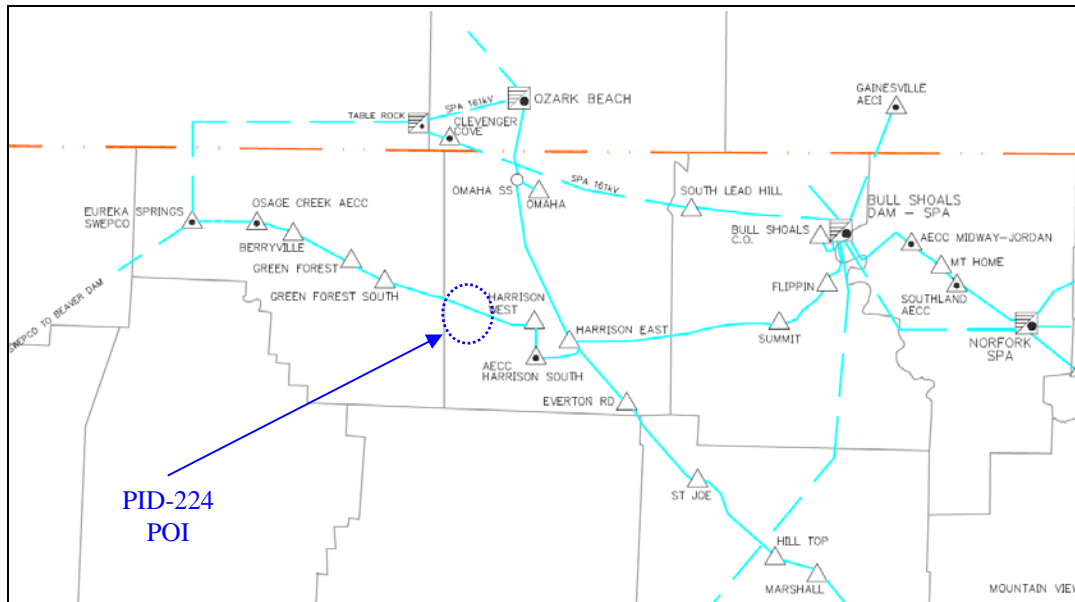 GAINESVILLE
AECI
OZARK BEACH
SPA 161kV
TABLE ROCK
CLEVENGER
COVE
SPA 161kV
OMAHA SS
OMAHA
SOUTH LEAD HILL
BULL SHOALS
DAM - SPA
EUREKA SPRINGS
SWEPCO
OSAGE CREEK AECC
BERRYVILLE
BULL SHOALS
C.O.
AECC MIDWAY-JORDAN
MT HOME
GREEN FOREST
GREEN FOREST SOUTH
FLIPPIN
SOUTHLAND
AECC
SWEPCO TO BEAVER DAM
HARRISON
WEST
HARRISON EAST
SUMMIT
NORFORK
SPA
AECC
HARRISON SOUTH
EVERTON RD
PID-224
POI
ST JOE
HILL TOP
MARSHALL
MOUNTAIN VIEW